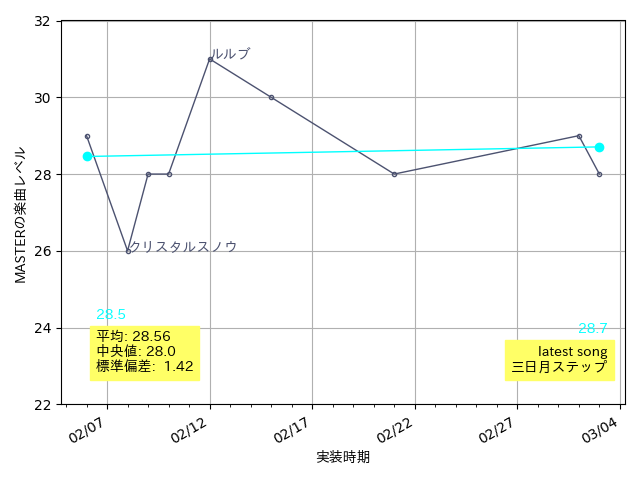 32
30
28
26
24
22
MASTERの楽曲レベル
ルルブ
クリスタルスノウ
28.5
平均: 28.56
中央値: 28.0
標準偏差: 1.42
28.7
latest song
三日月ステップ
02/07
02/12
02/17
02/22
02/27
03/04
実装時期